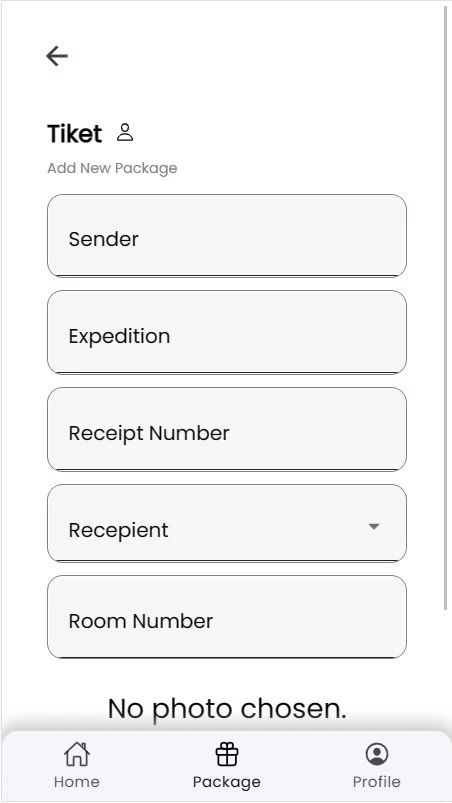 Tiket
Add New Package
Sender
Expedition
Receipt Number
Recepient
Room Number
No photo chosen.
Home
Package
Profile